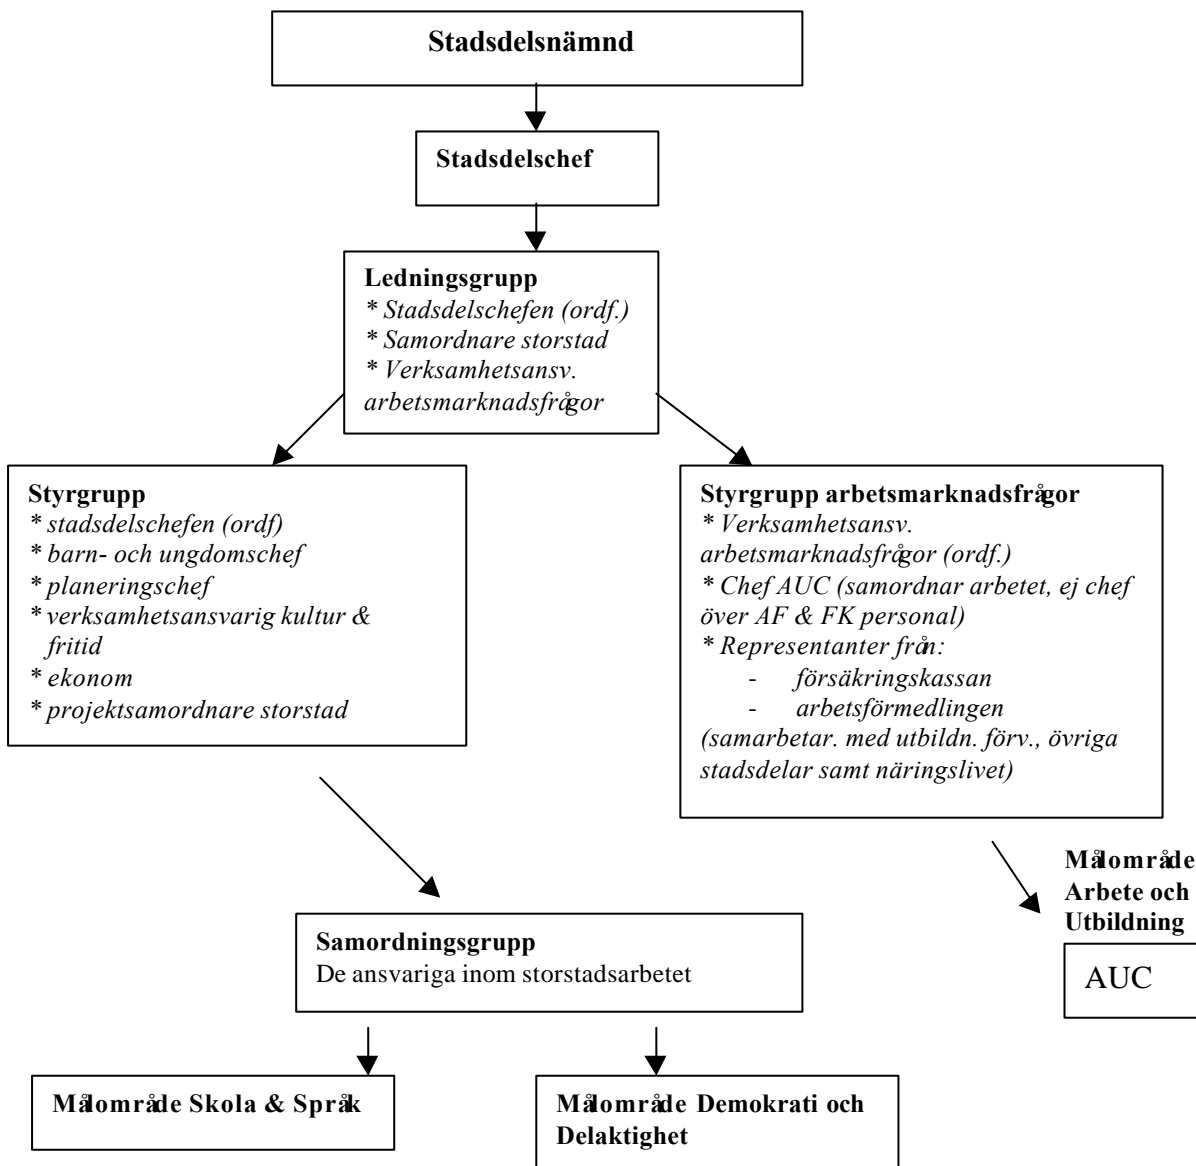 Stadsdelsnämnd
Stadsdelschef
Ledningsgrupp
* Stadsdelschefen (ordf.)
* Samordnare storstad
* Verksamhetsansv.
arbetsmarknadsfrågor
Styrgrupp
* stadsdelschefen (ordf)
* barn- och ungdomschef
* planeringschef
* verksamhetsansvarig kultur &
fritid
* ekonom
* projektsamordnare storstad
Styrgrupp arbetsmarknadsfrågor
* Verksamhetsansv.
arbetsmarknadsfrågor (ordf.)
* Chef AUC (samordnar arbetet, ej chef
över AF & FK personal)
* Representanter från:
- försäkringskassan
- arbetsförmedlingen
(samarbetar. med utbildn. förv., övriga
stadsdelar samt näringslivet)
Målområde
Arbete och
Utbildning
AUC
Samordningsgrupp
De ansvariga inom storstadsarbetet
Målområde Skola & Språk
Målområde Demokrati och
Delaktighet